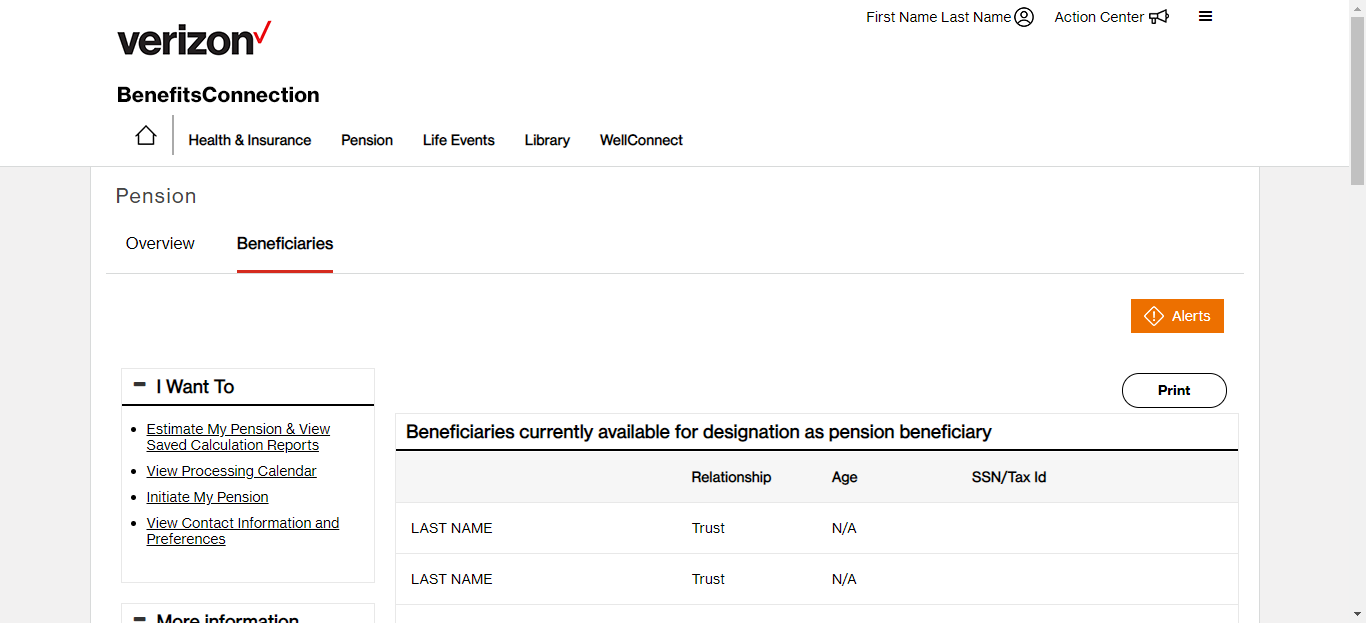 First Name Last Name Action Center
verizon
BenefitsConnection
Health & Insurance Pension Life Events Library WellConnect
Pension
Overview Beneficiaries
Alerts
I Want To
Estimate My Pension & View
Saved Calculation Reports
View Processing Calendar
Initiate My Pension
View Contact Information and
Preferences
More information
Print
Beneficiaries currently available for designation as pension beneficiary
Relationship Age SSN/Tax Id
LAST NAME Trust N/A
LAST NAME Trust N/A